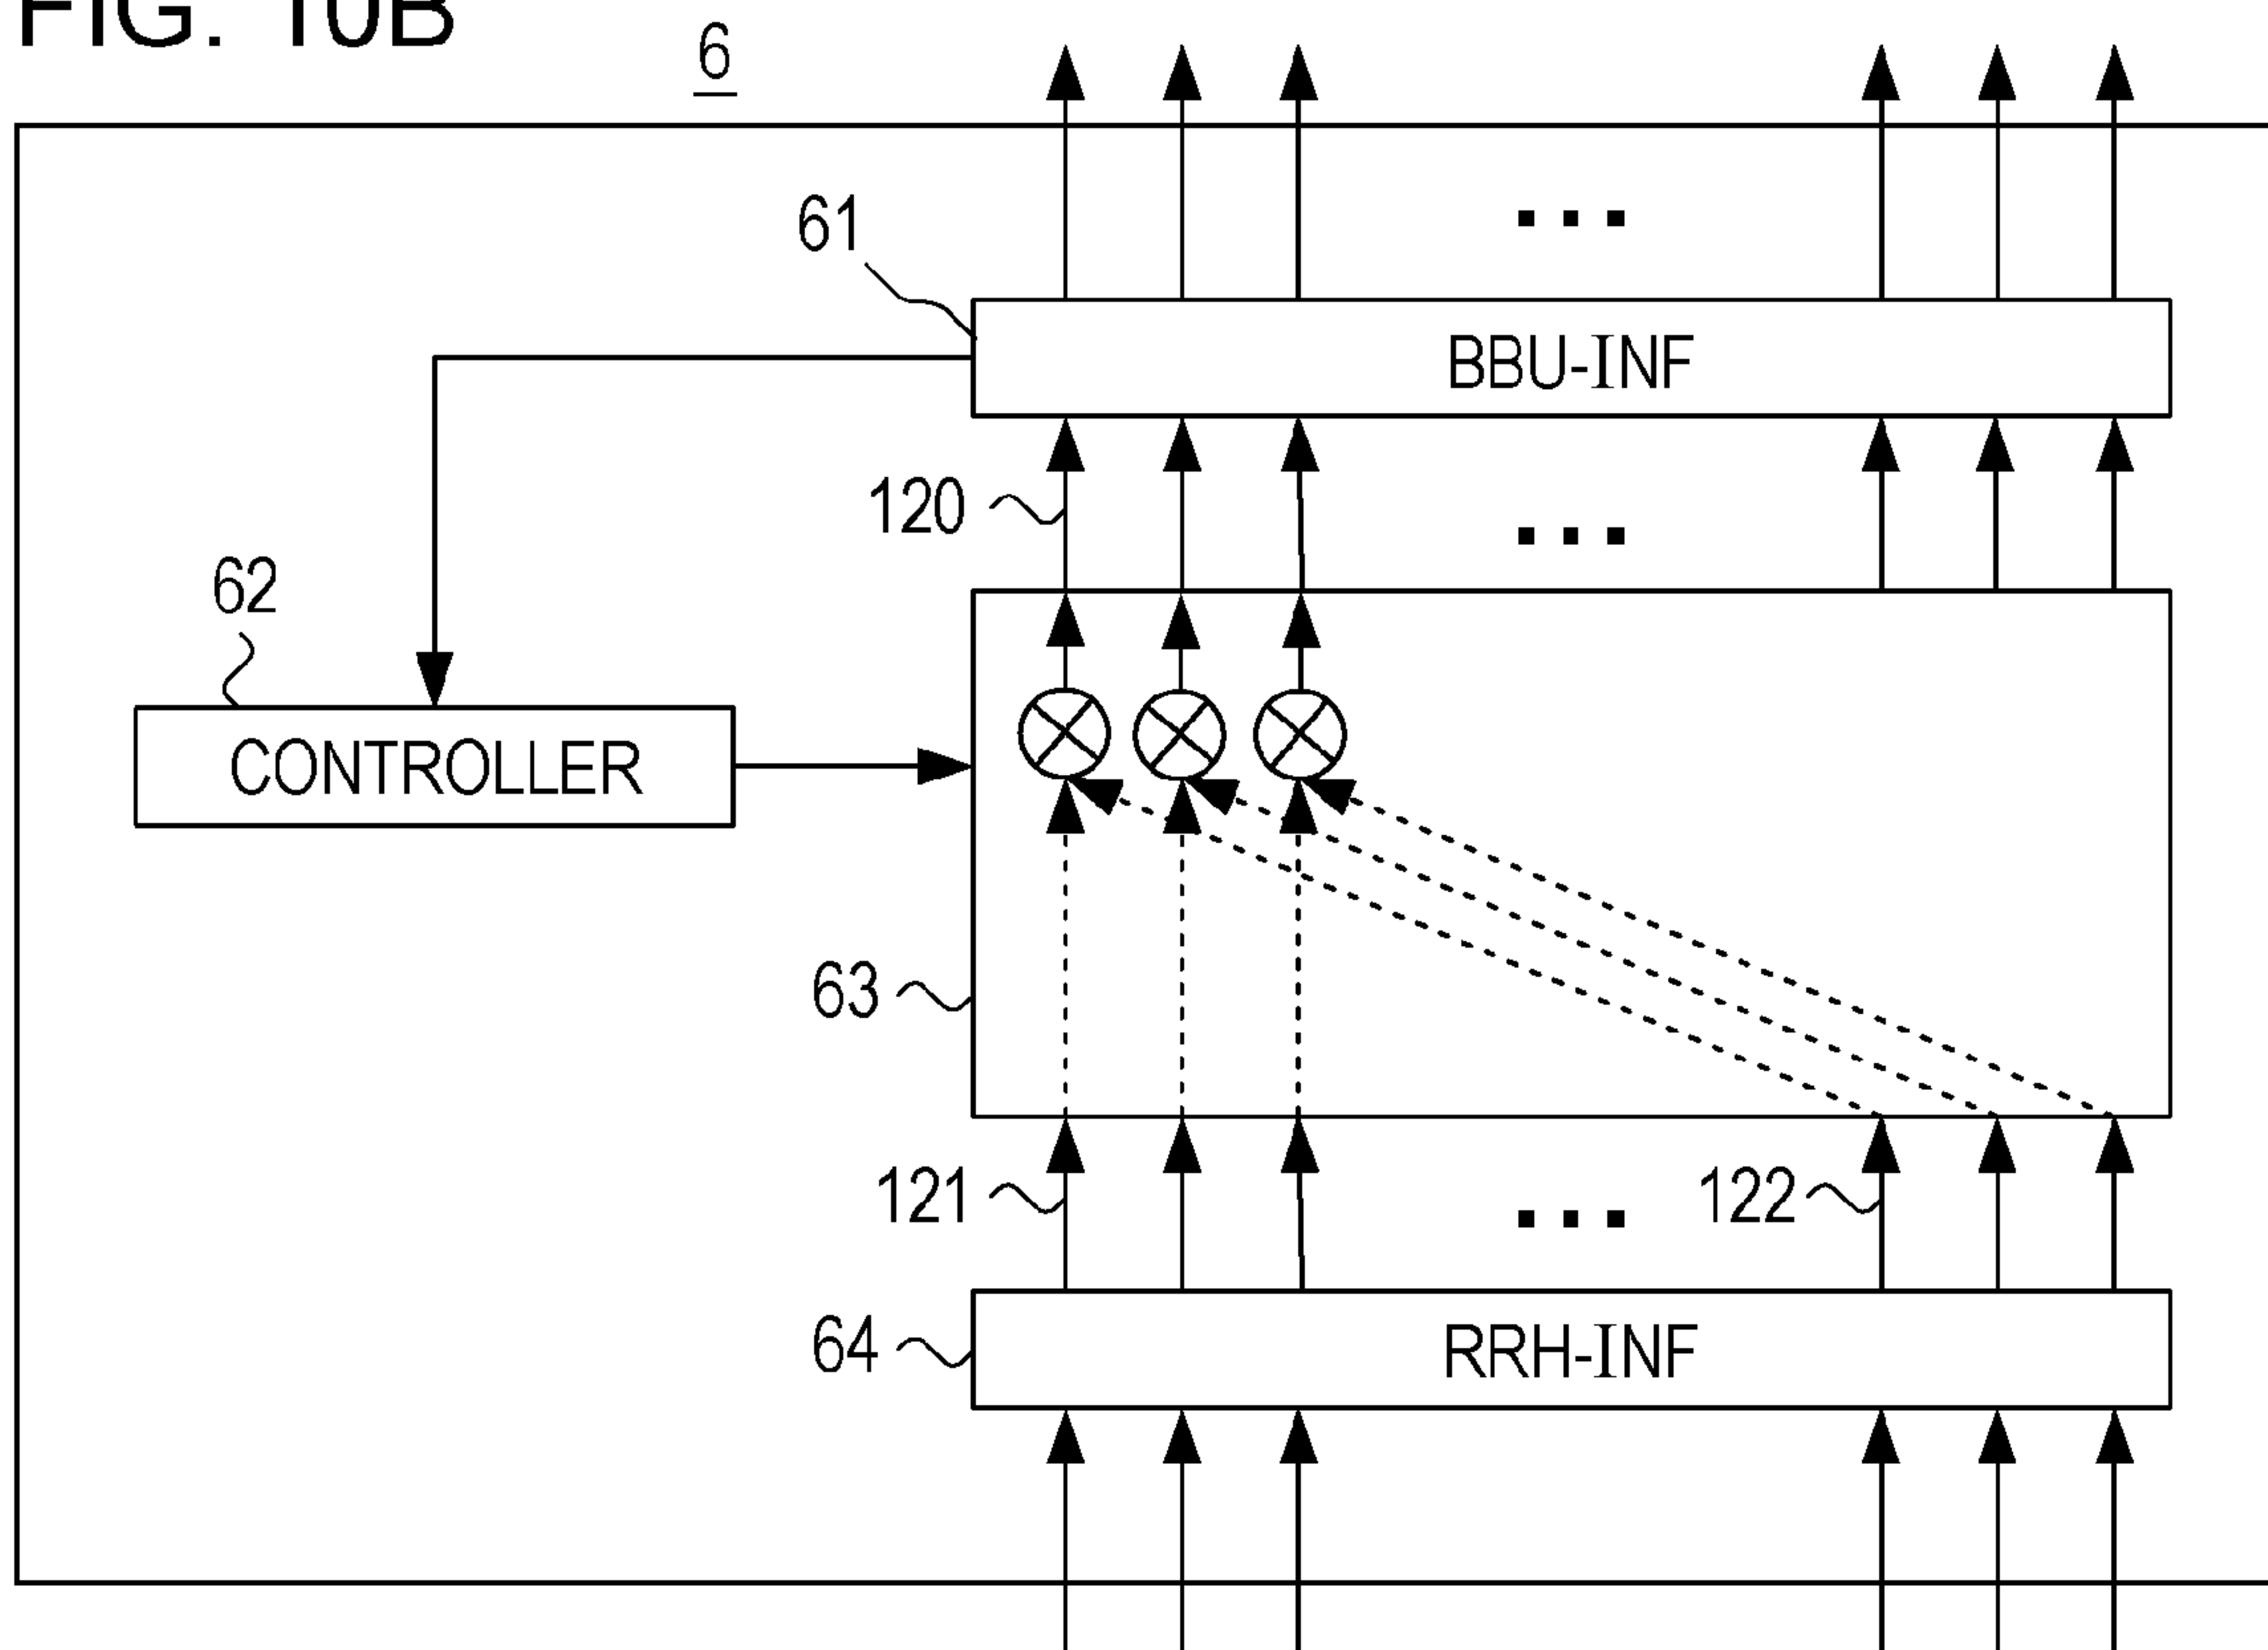 FIG. 10B
6
61
BBU-INF
120
62
CONTROLLER
63
121
122
64
RRH-INF